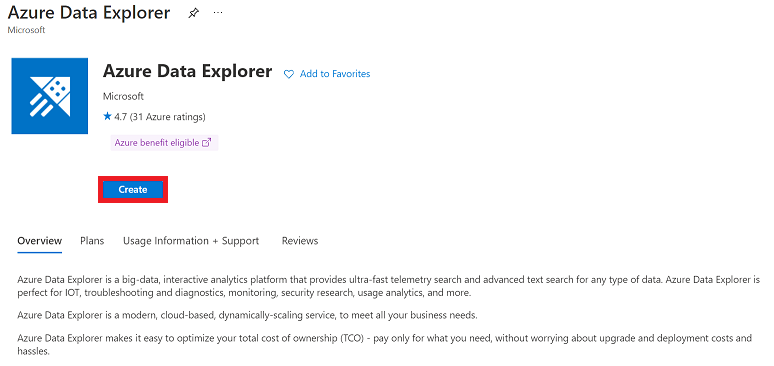 Azure Data Explorer
Microsoft
Azure Data Explorer
Add to Favorites
Microsoft
4.7 (31 Azure ratings)
Azure benefit eligible
Create
Overview Plans Usage Information + Support Reviews
Azure Data Explorer is a big-data, interactive analytics platform that provides ultra-fast telemetry search and advanced text search for any type of data. Azure Data Explorer is
perfect for IOT, troubleshooting and diagnostics, monitoring, security research, usage analytics, and more.
Azure Data Explorer is a modern, cloud-based, dynamically-scaling service, to meet all your business needs.
Azure Data Explorer makes it easy to optimize your total cost of ownership (TCO) - pay only for what you need, without worrying about upgrade and deployment costs and
hassles.